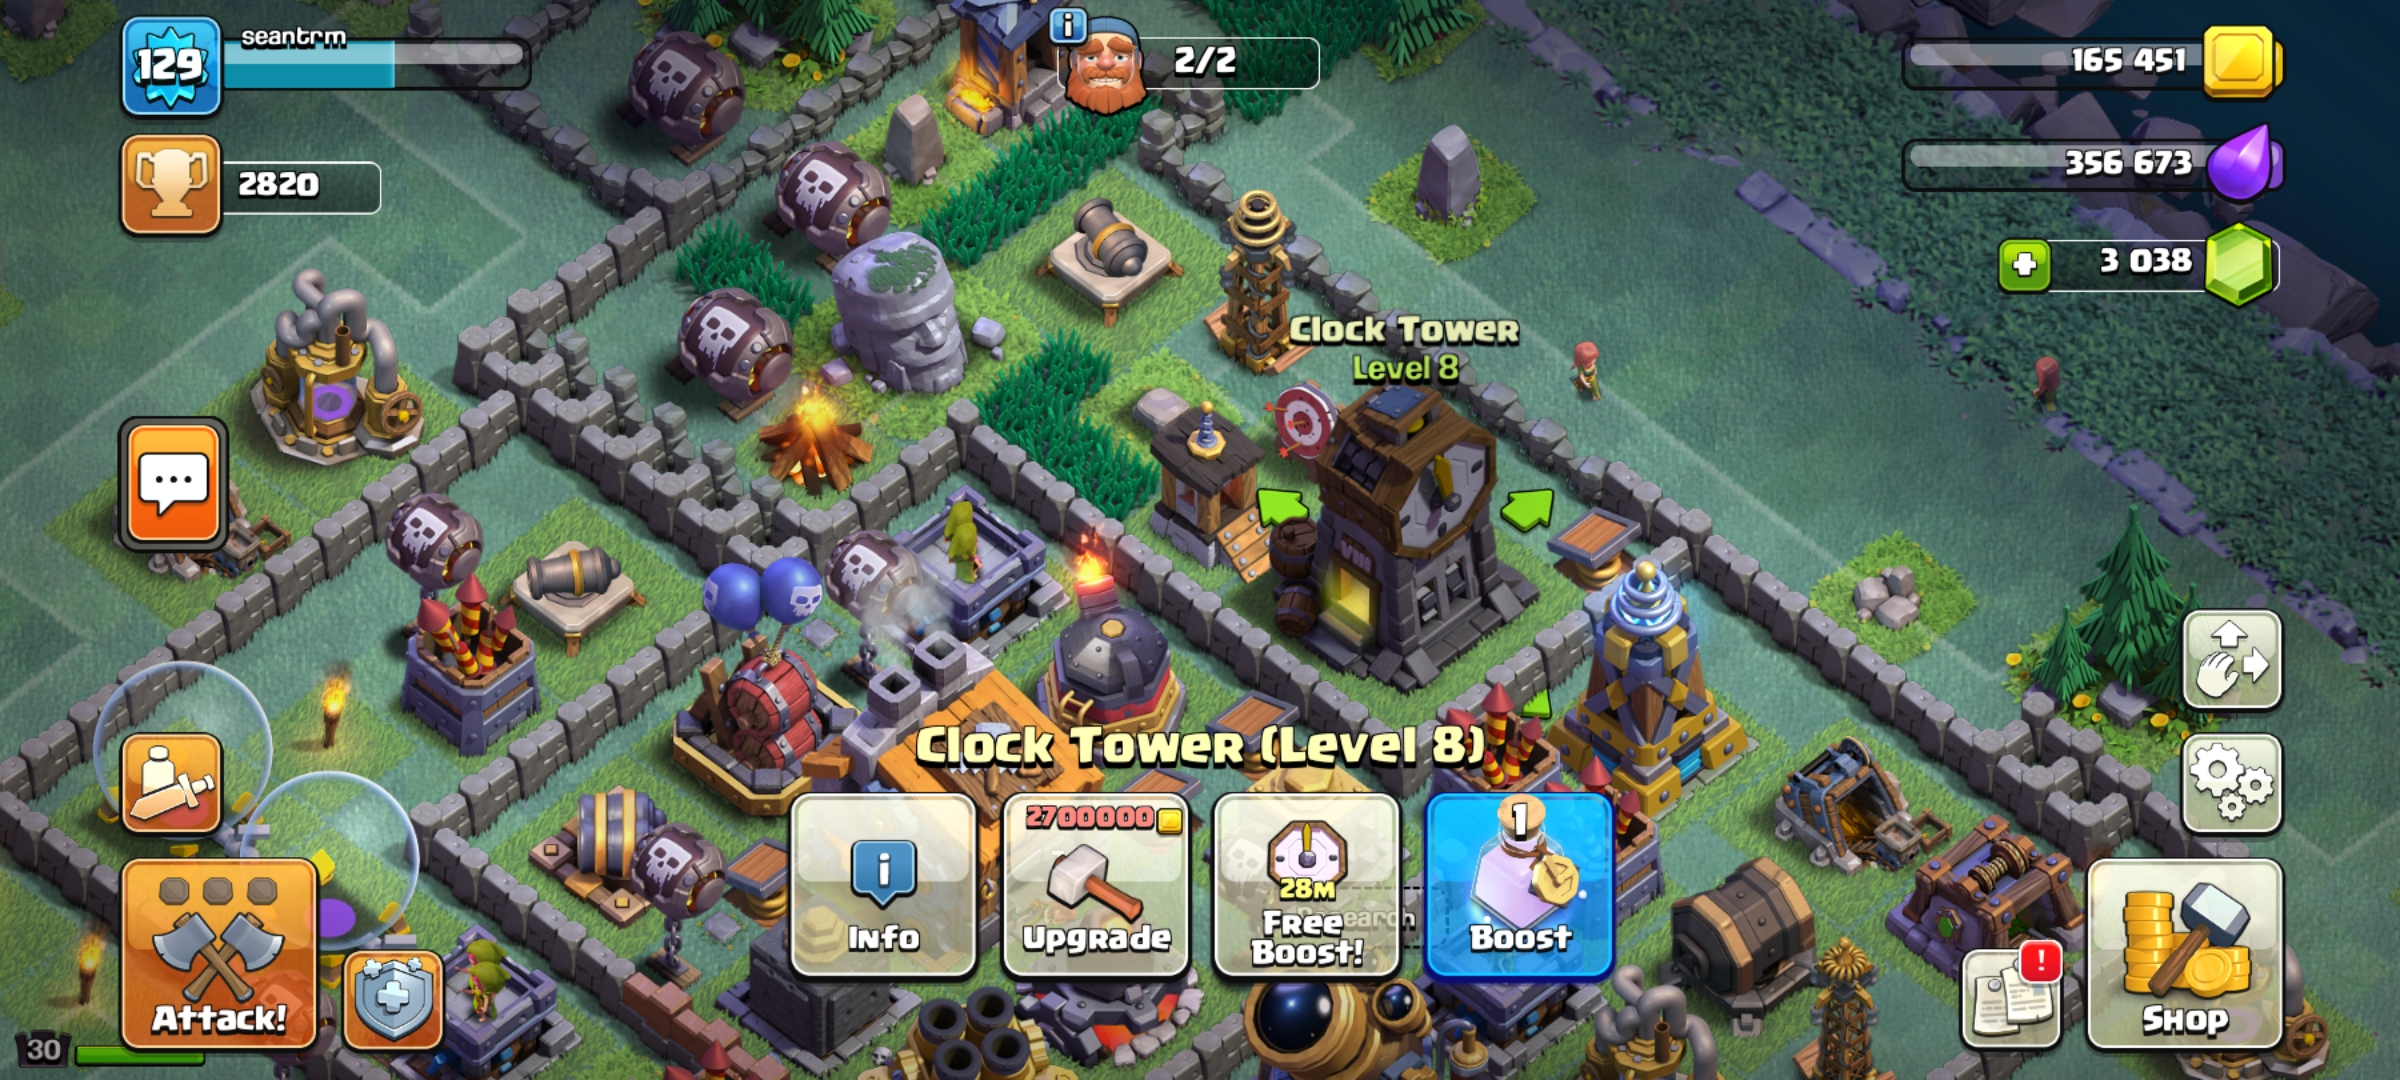 129
seantrm
2/2
165 451
2820
356 673
3 038
Clock Tower
Level 8
Clock Tower (Level 8)
Info
2700000
Upgrade
28M
Free
Boost!
1
Boost
Attack!
!
Shop
30